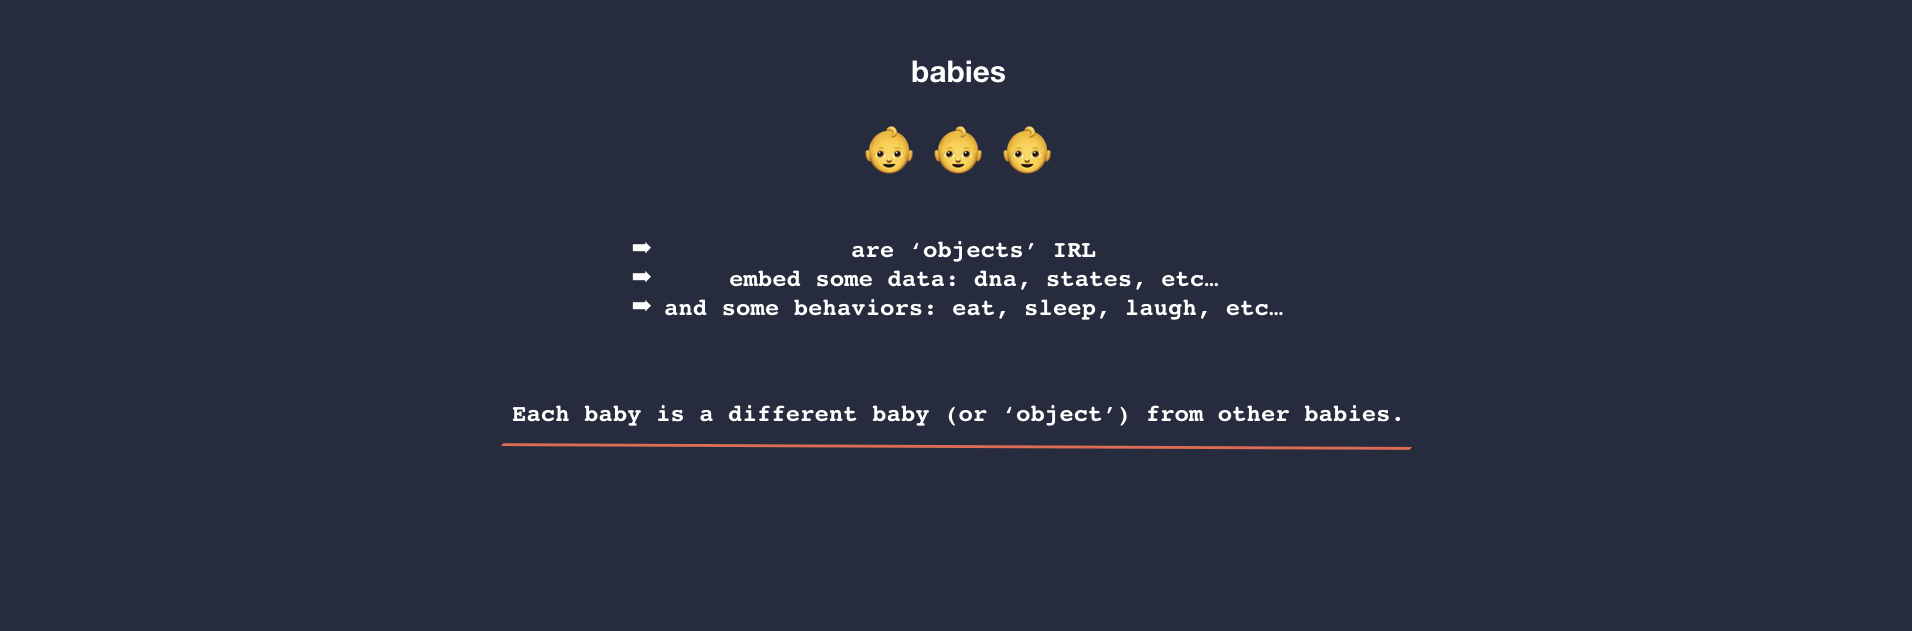 babies
➡ are ‘objects’ IRL
➡ embed some data: dna, states, etc…
➡ and some behaviors: eat, sleep, laugh, etc…
Each baby is a different baby (or ‘object’) from other babies.